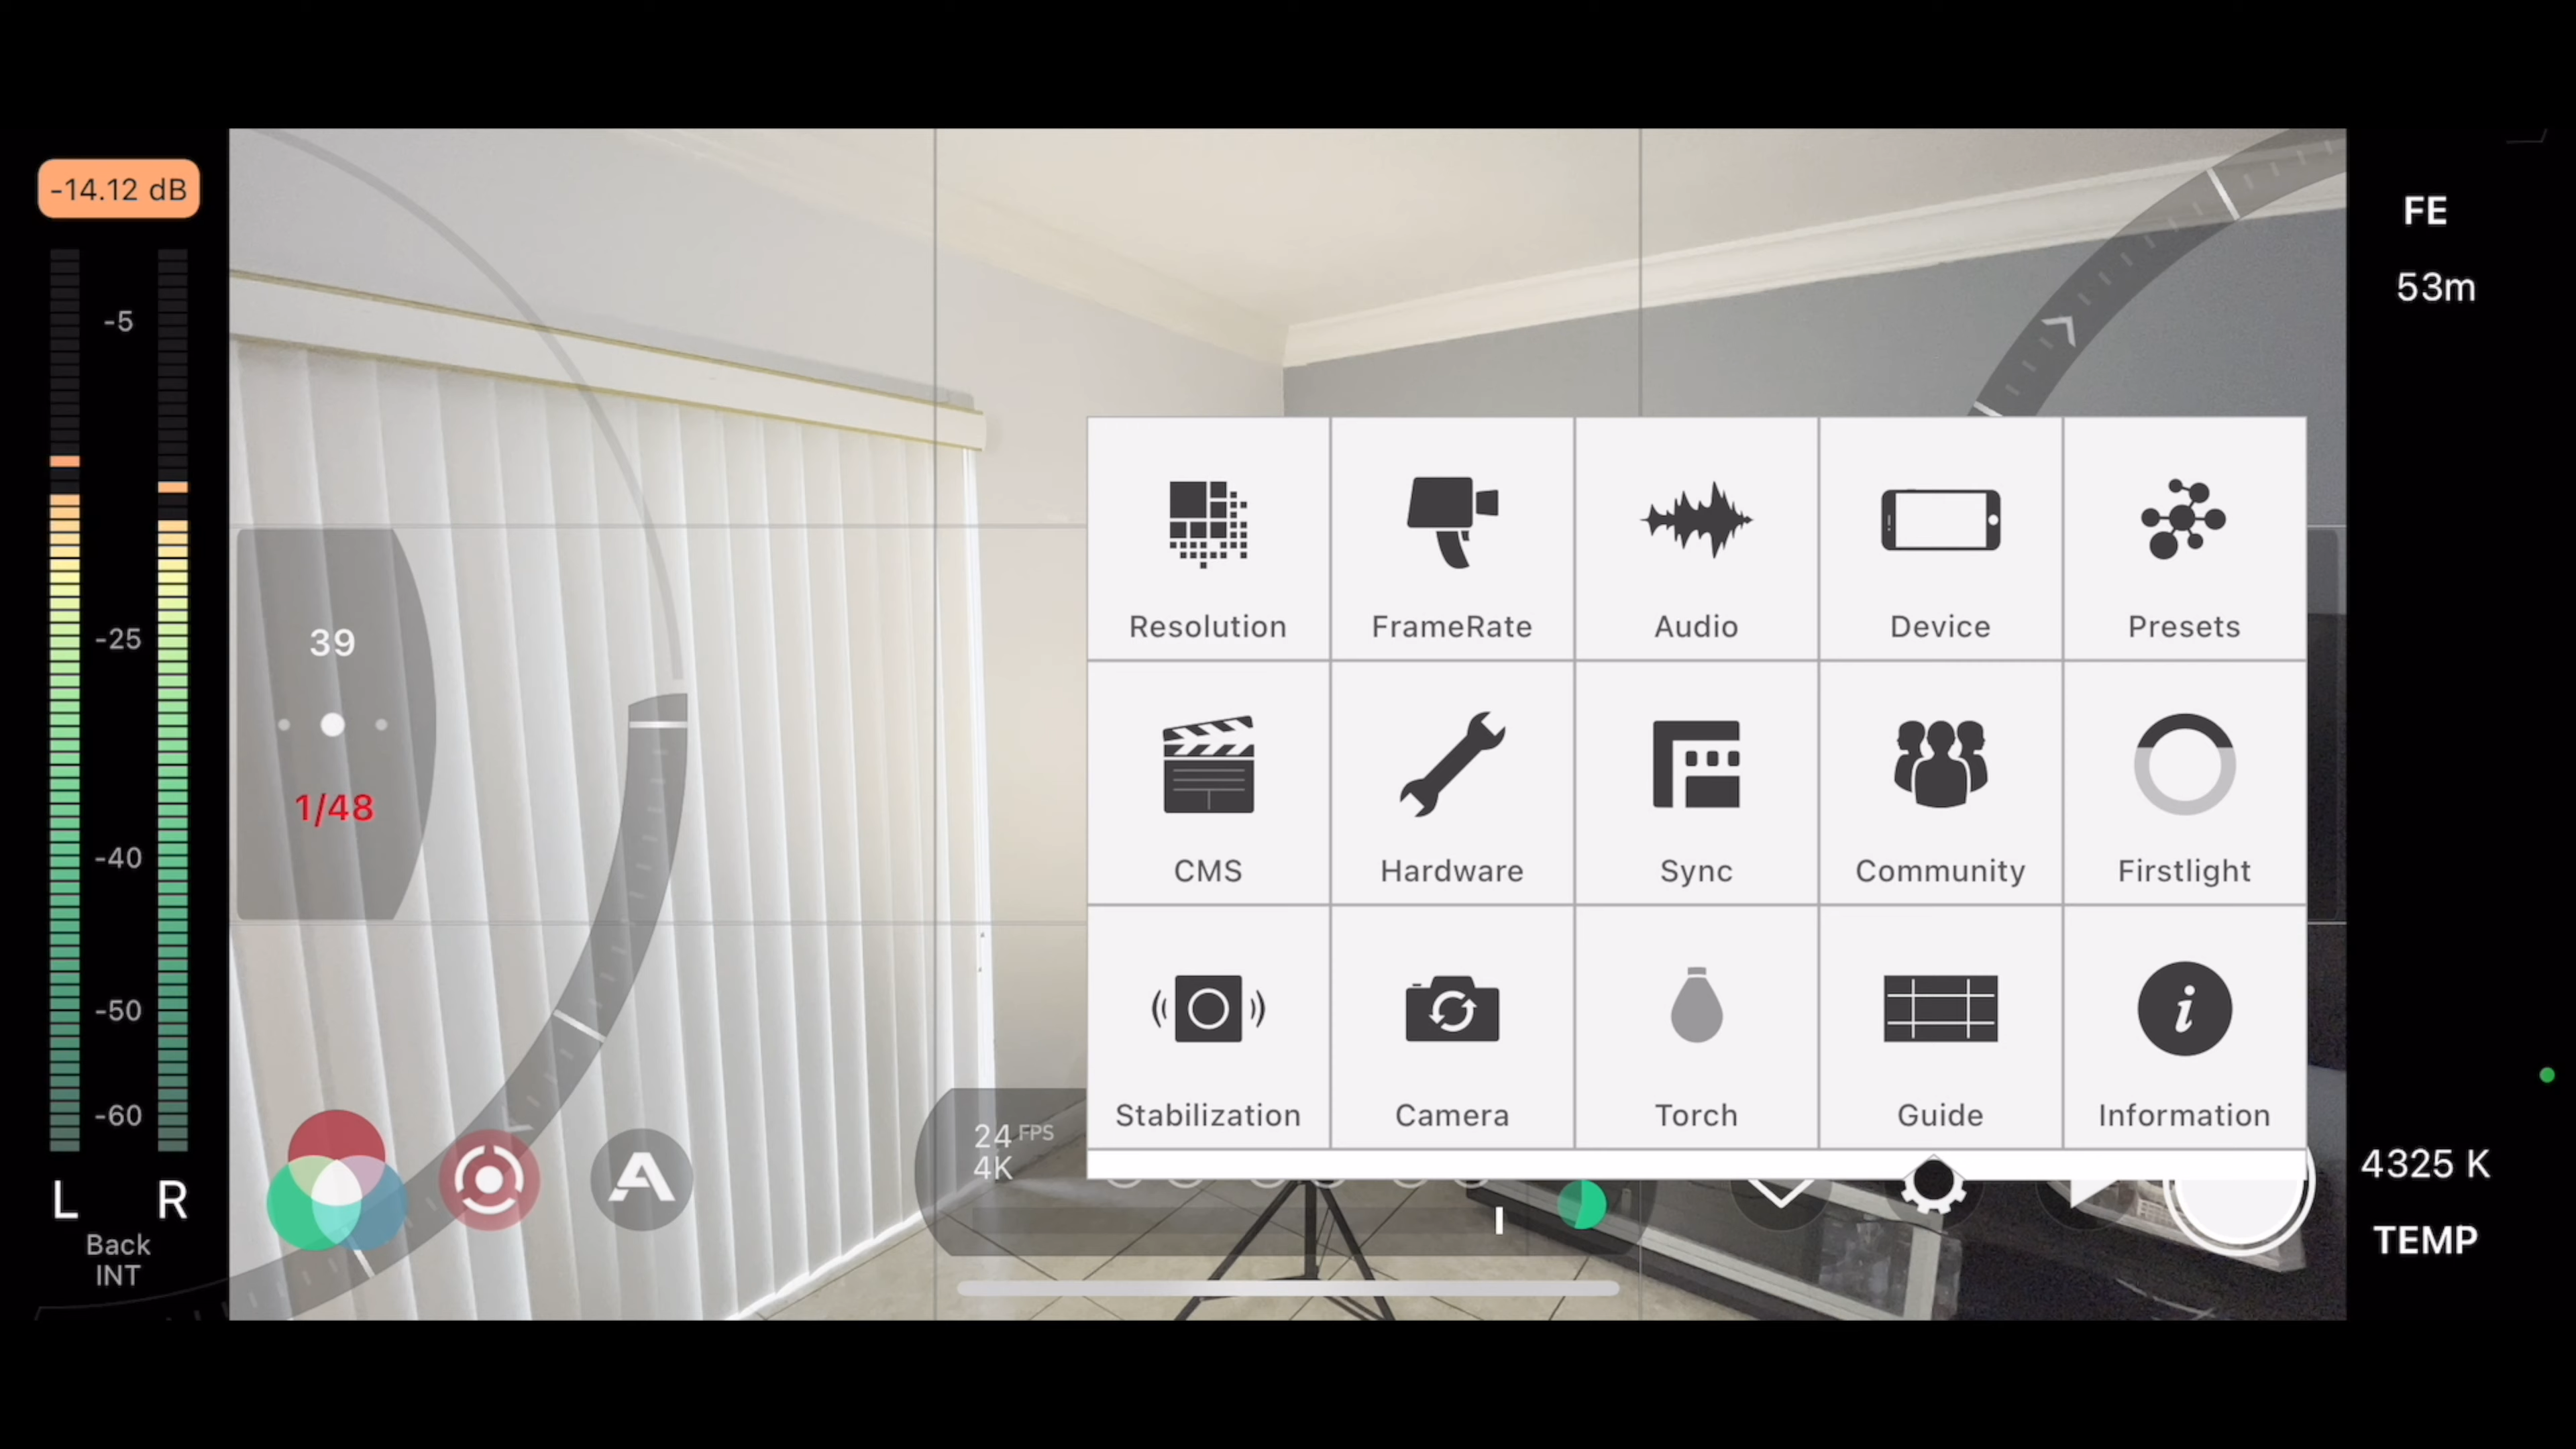 -14.12 dB
-5
-25
-40
-50
-60
L R
Back
INT
39
1/48
24 FPS
4K
Resolution
FrameRate
Audio
Device
Presets
CMS
Hardware
Sync
Community
Firstlight
Stabilization
Camera
Torch
Guide
Information
FE
53m
4325 K
TEMP